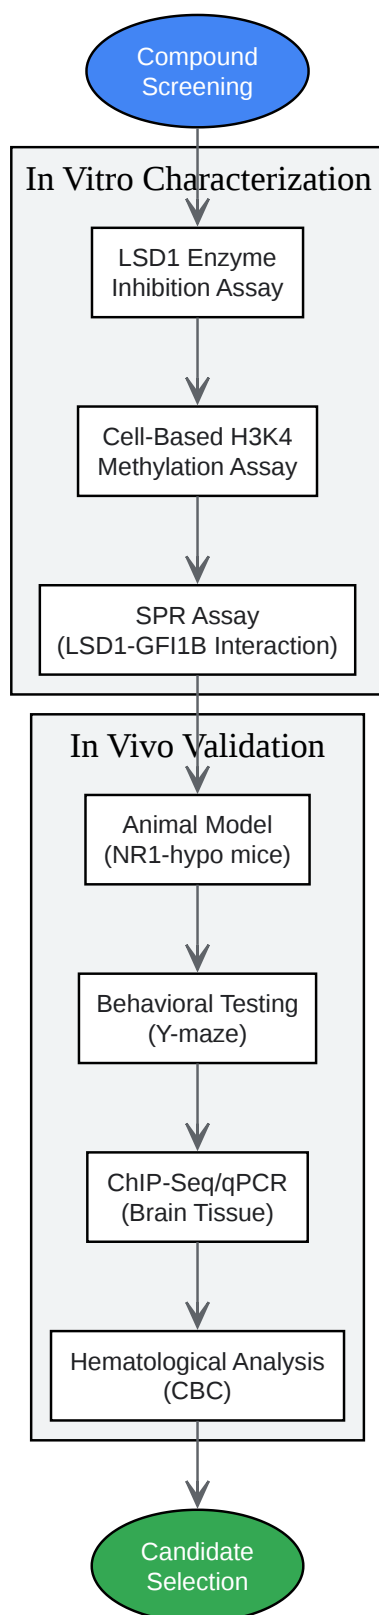 Compound
Screening
In Vitro Characterization
LSD1 Enzyme
Inhibition Assay
Cell-Based H3K4
Methylation Assay
SPR Assay
(LSD1-GFI1B Interaction)
In Vivo Validation
Animal Model
(NR1-hypo mice)
Behavioral Testing
(Y-maze)
ChIP-Seq/qPCR
(Brain Tissue)
Hematological Analysis
(CBC)
Candidate
Selection